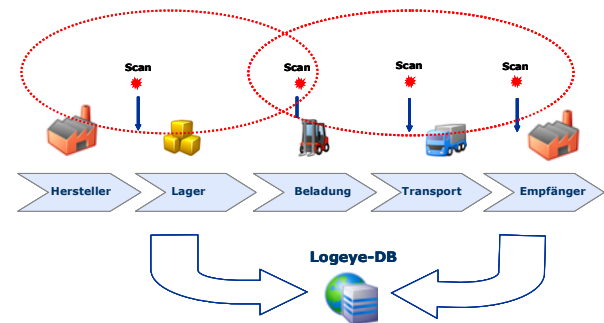 Scan
Scan
Scan
Scan
Hersteller
Lager
Beladung
Transport
Empfänger
Logeye-DB